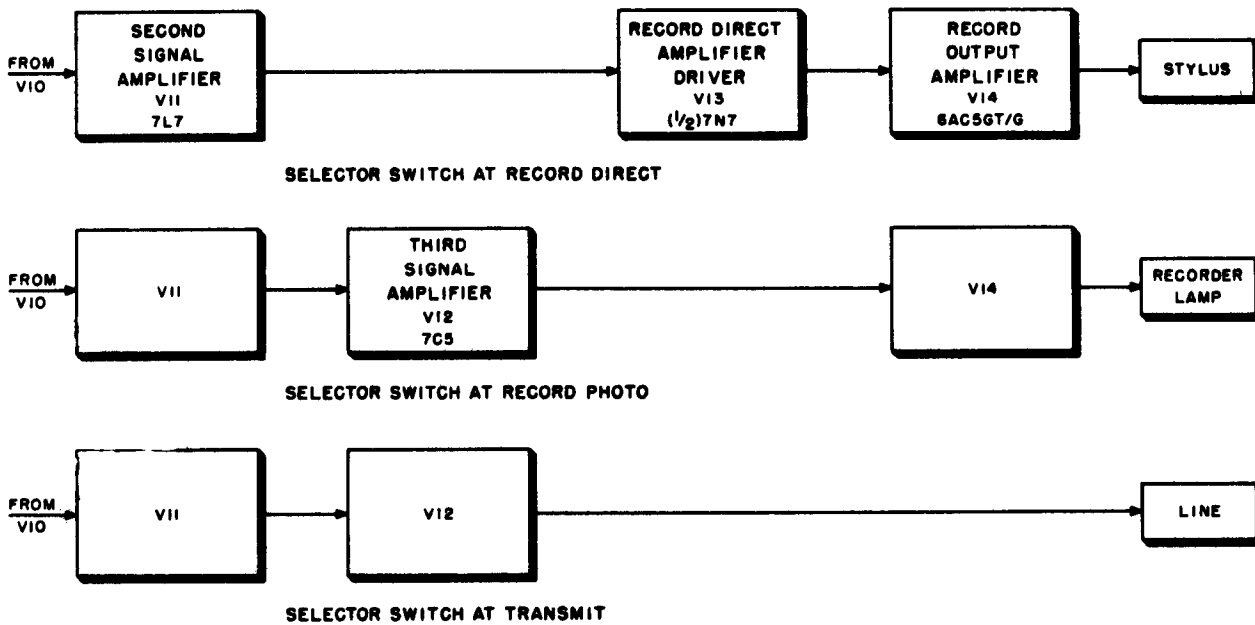 FROM
V10
SECOND
SIGNAL
AMPLIFIER
V11
7L7
RECORD DIRECT
AMPLIFIER
DRIVER
V13
(1/2)7N7
RECORD
OUTPUT
AMPLIFIER
V14
6AC5GT/G
STYLUS
SELECTOR SWITCH AT RECORD DIRECT
FROM
V10
V11
THIRD
SIGNAL
AMPLIFIER
V12
7C5
V14
RECORDER
LAMP
SELECTOR SWITCH AT RECORD PHOTO
FROM
V10
V11
V12
LINE
SELECTOR SWITCH AT TRANSMIT